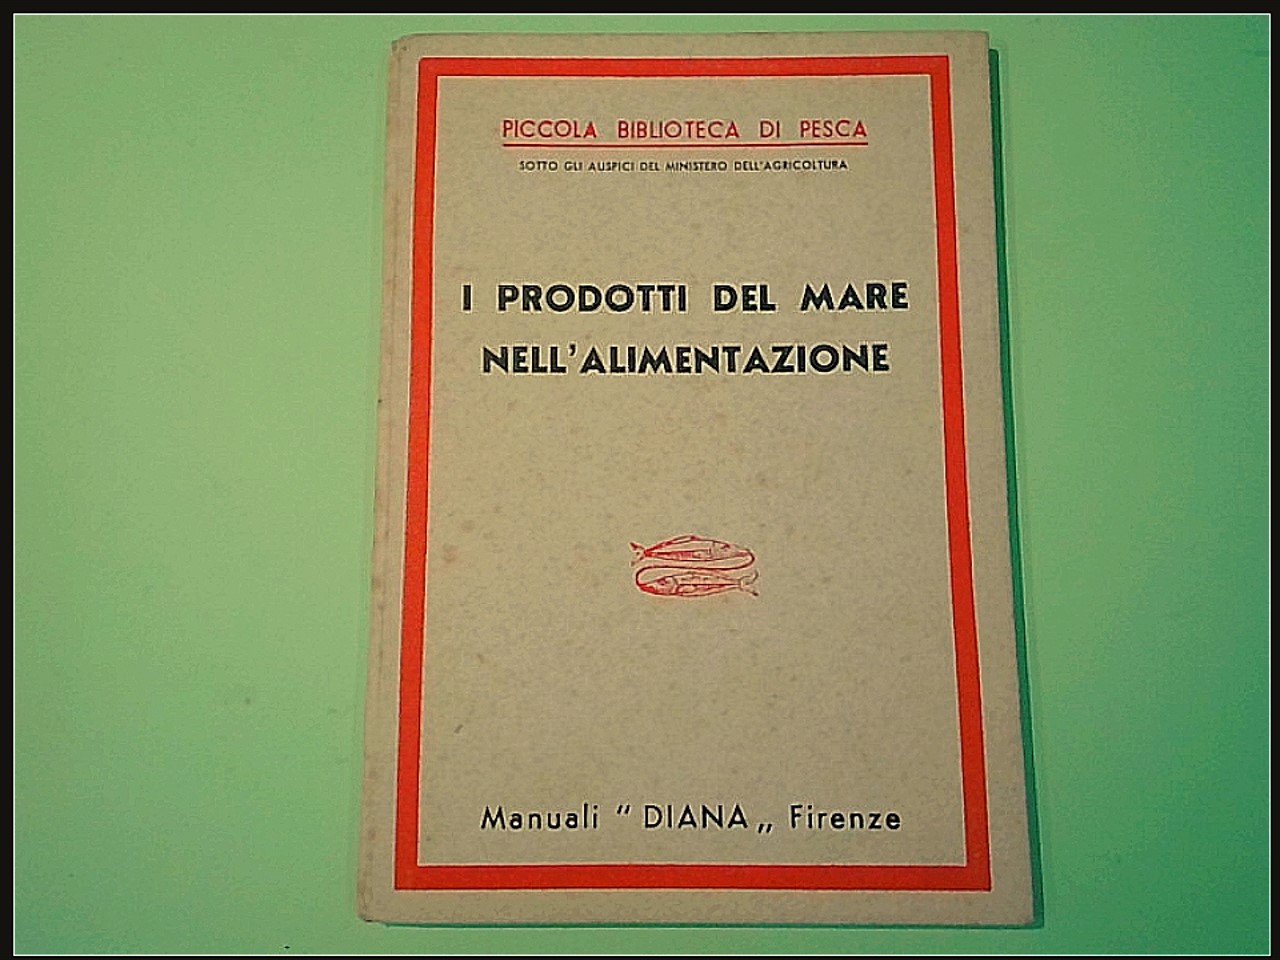 PICCOLA BIBLIOTECA DI PESCA
SOTTO GLI AUSPICI DEL MINISTERO DELL'AGRICOLTURA
I PRODOTTI DEL MARE
NELL'ALIMENTAZIONE
Manuali " DIANA „ Firenze